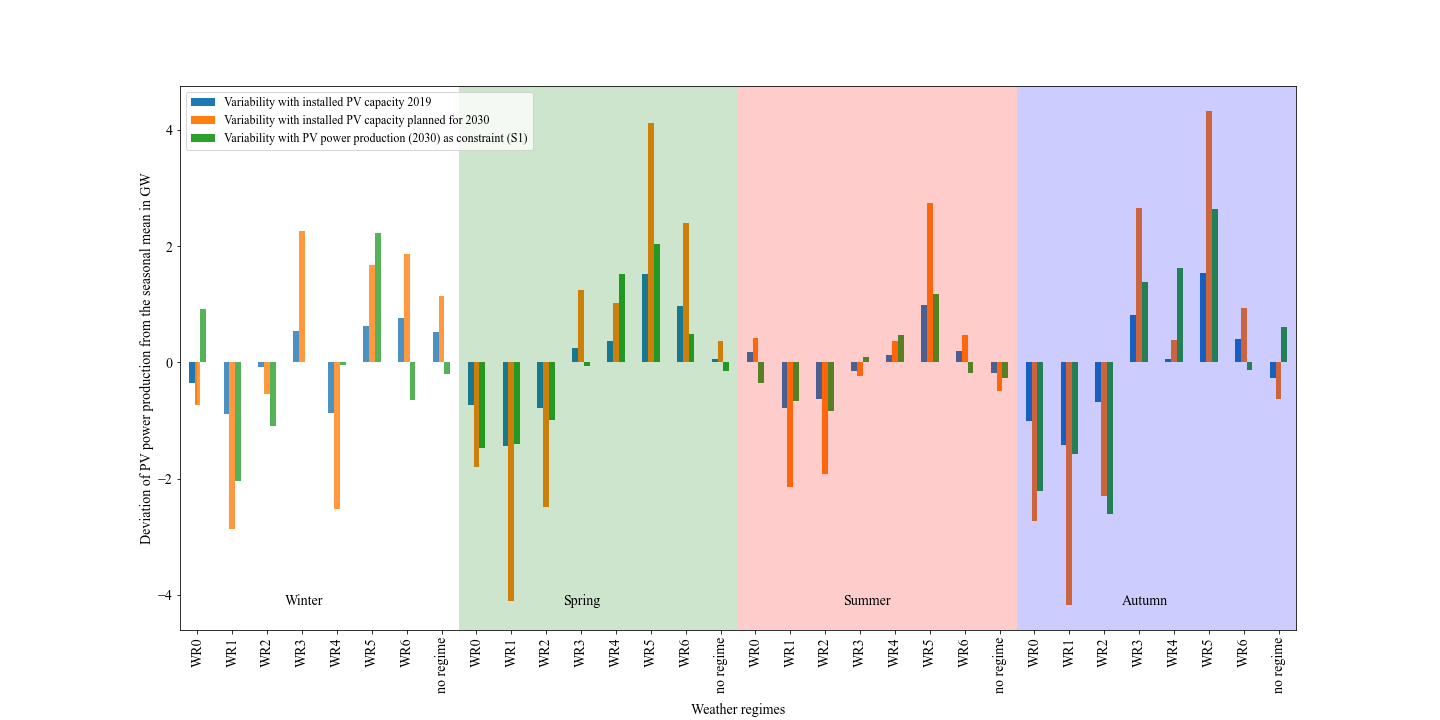 Variability with installed PV capacity 2019
Variability with installed PV capacity planned for 2030
Variability with PV power production (2030) as constraint (S1)
Deviation of PV power production from the seasonal mean in GW
4
2
0
−2
−4
Winter
Spring
Summer
Autumn
WR0
WR1
WR2
WR3
WR4
WR5
WR6
no regime
WR0
WR1
WR2
WR3
WR4
WR5
WR6
no regime
WR0
WR1
WR2
WR3
WR4
WR5
WR6
no regime
WR0
WR1
WR2
WR3
WR4
WR5
WR6
no regime
Weather regimes